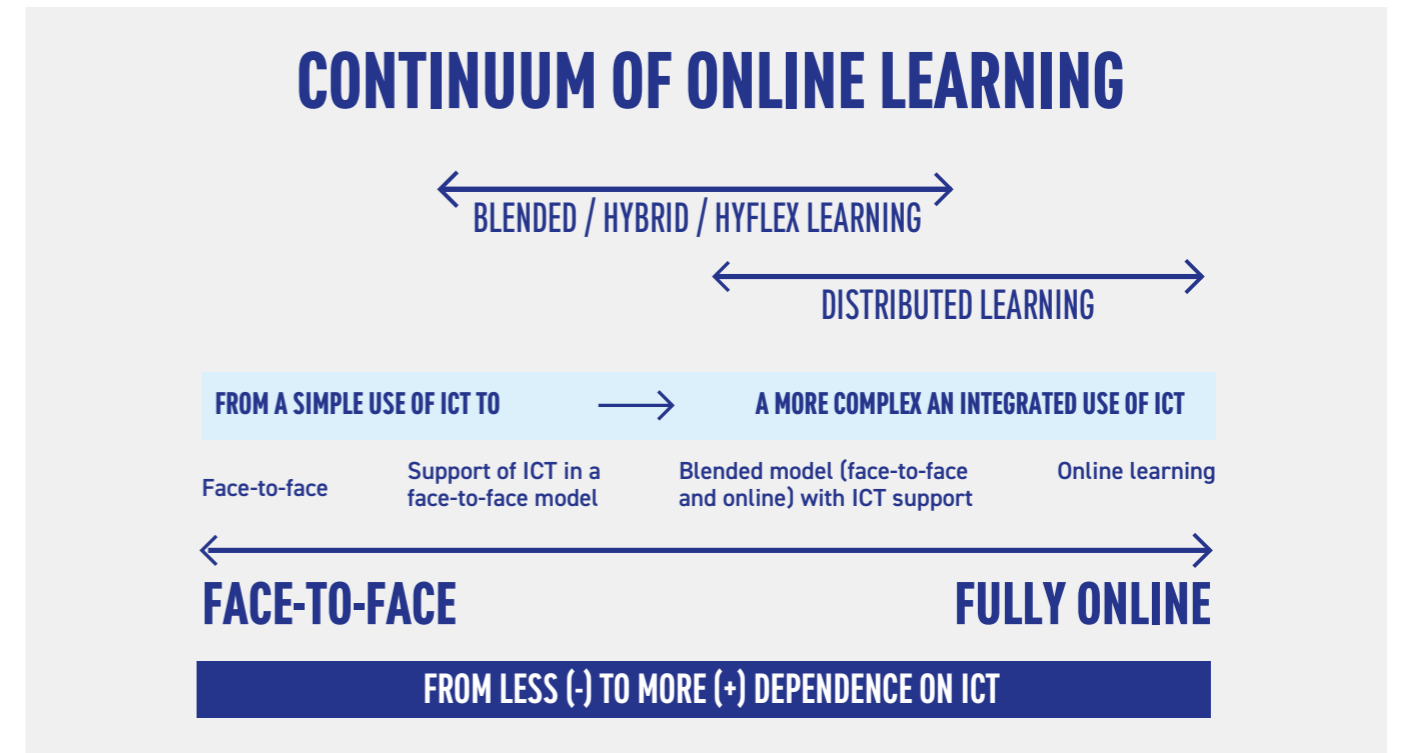 CONTINUUM OF ONLINE LEARNING
BLENDED / HYBRID / HYFLEX LEARNING
DISTRIBUTED LEARNING
FROM A SIMPLE USE OF ICT TO
A MORE COMPLEX AN INTEGRATED USE OF ICT
Face-to-face
Support of ICT in a
face-to-face model
Blended model (face-to-face
and online) with ICT support
Online learning
FACE-TO-FACE
FULLY ONLINE
FROM LESS (-) TO MORE (+) DEPENDENCE ON ICT